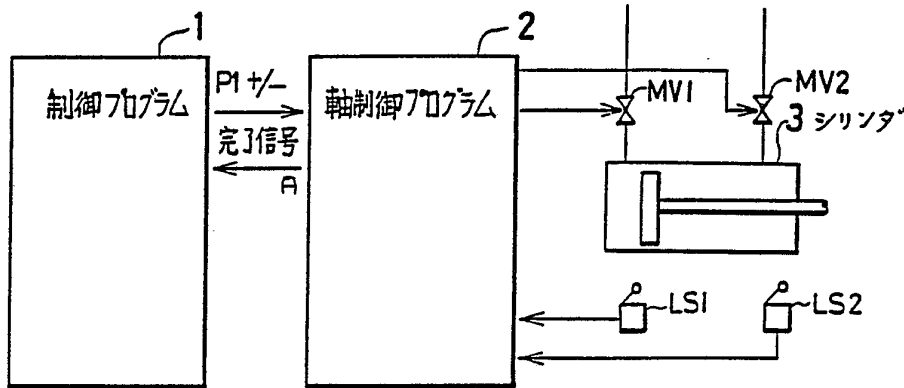 1
制御プログラム
P1 +/-
完了信号
A
2
軸制御プログラム
MV1
MV2
3 シリンダ
LS1
LS2